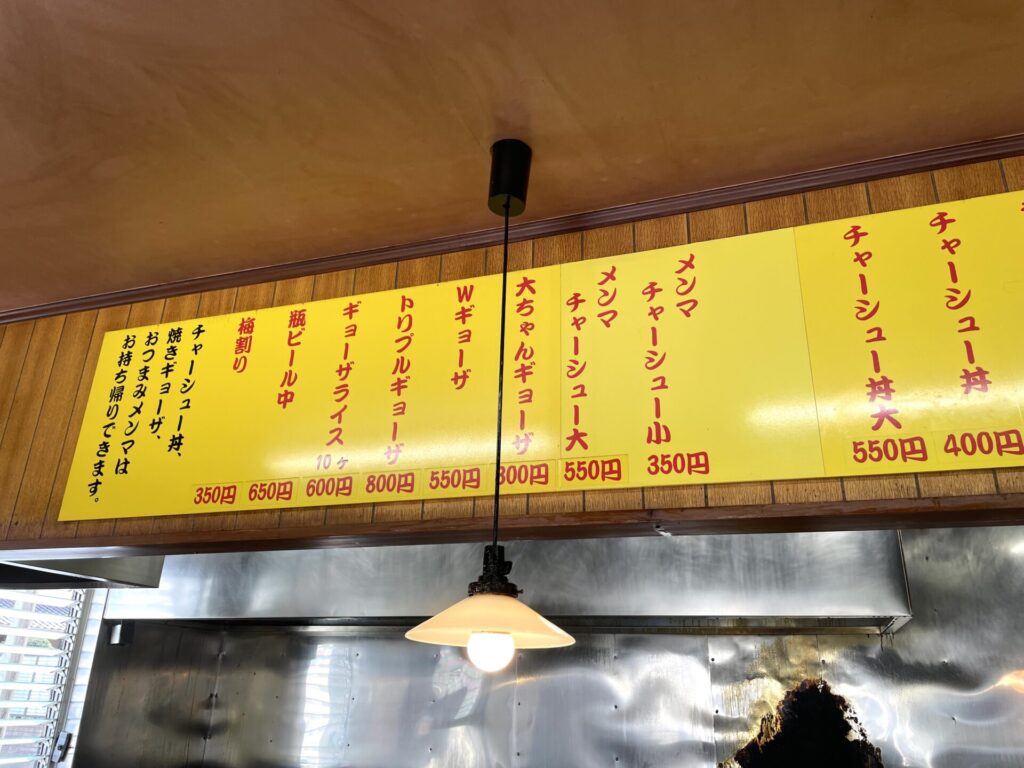 チャーシュー丼
400円
チャーシュー丼大
550円
メンマ
チャーシュー小
350円
メンマ
チャーシュー大
550円
大ちゃんギョーザ
Wギョーザ
550円
トリプルギョーザ
800円
ギョーザライス
10ヶ
600円
瓶ビール中
650円
梅割り
350円
チャーシュー丼、
焼きギョーザ、
おつまみメンマは
お持ち帰りできます。